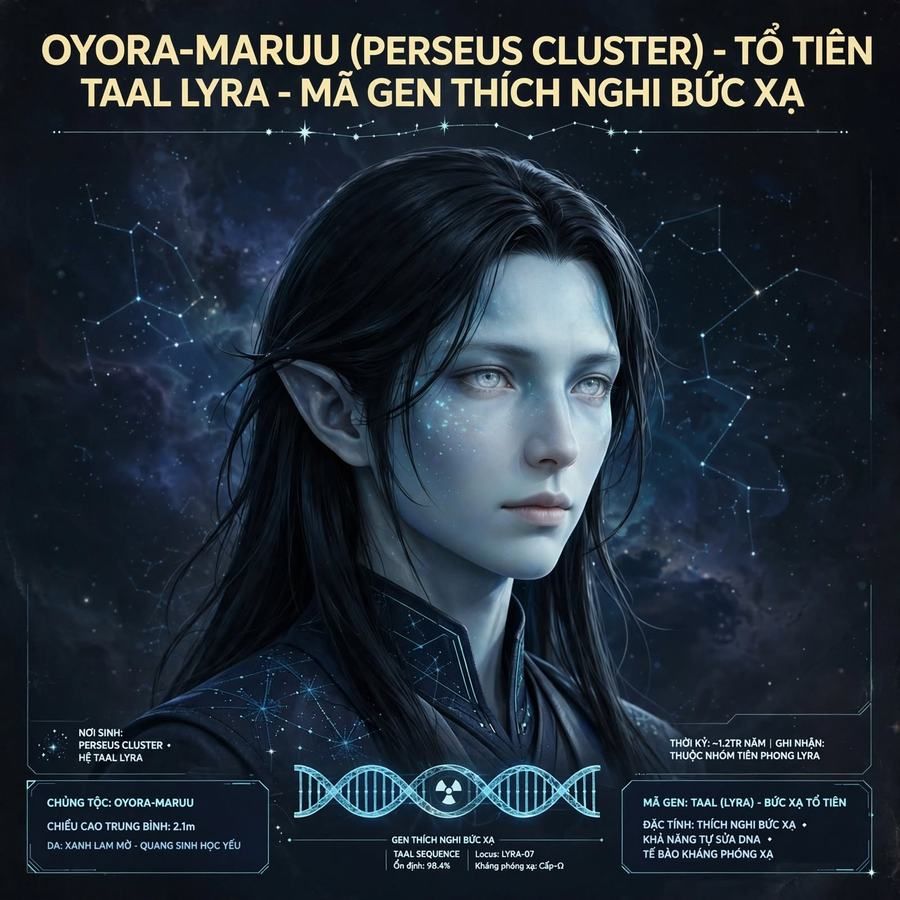 OYORA-MARUU (PERSEUS CLUSTER) - TỔ TIÊN
TAAL LYRA - MÃ GEN THÍCH NGHI BỨC XẠ
NƠI SINH:
PERSEUS CLUSTER •
HỆ TAAL LYRA
THỜI KỲ: ~1.2TR NĂM | GHI NHẬN:
THUỘC NHÓM TIÊN PHONG LYRA
CHỦNG TỘC: OYORA-MARUU
CHIỀU CAO TRUNG BÌNH: 2.1m
DA: XANH LAM MỜ - QUANG SINH HỌC YẾU
GEN THÍCH NGHI BỨC XẠ
TAAL SEQUENCE | Locus: LYRA-07
Ổn định: 98.4% | Kháng phóng xạ: Cấp-Ω
MÃ GEN: TAAL (LYRA) - BỨC XẠ TỔ TIÊN
ĐẶC TÍNH: THÍCH NGHI BỨC XẠ •
KHẢ NĂNG TỰ SỬA DNA •
TẾ BÀO KHÁNG PHÓNG XẠ